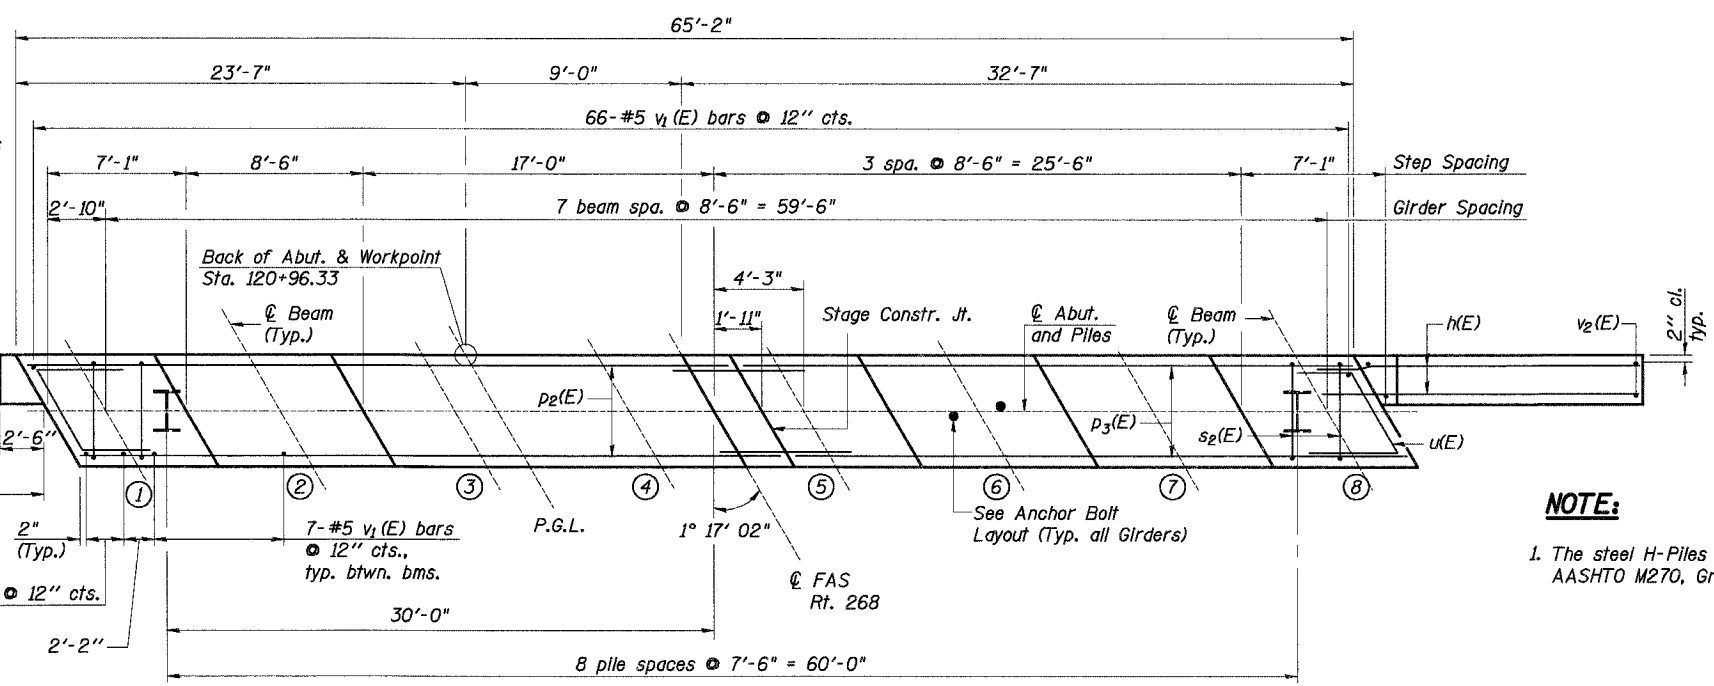 65'-2"
23'-7" 9'-0" 32'-7"
66-#5 v1(E) bars @ 12" cts.
7'-1" 8'-6" 17'-0" 3 spa. @ 8'-6" = 25'-6" 7'-1" Step Spacing
2'-10" 7 beam spa. @ 8'-6" = 59'-6" Girder Spacing
Back of Abut. & Workpoint
Sta. 120+96.33
4'-3"
1'-11"
℄ Beam
(Typ.)
Stage Constr. Jt.
℄ Abut.
and Piles
℄ Beam
(Typ.)
h(E)
v2(E)
2" cl.
typ.
p2(E)
p3(E)
s2(E)
u(E)
2'-6"
1 2 3 4 5 6 7 8
P.G.L.
1° 17' 02"
See Anchor Bolt
Layout (Typ. all Girders)
2"
(Typ.)
7-#5 v1(E) bars
@ 12" cts.,
typ. btwn. bms.
℄ FAS
Rt. 268
@ 12" cts.
2'-2"
30'-0"
8 pile spaces @ 7'-6" = 60'-0"
NOTE:
1. The steel H-Piles
AASHTO M270, Gr